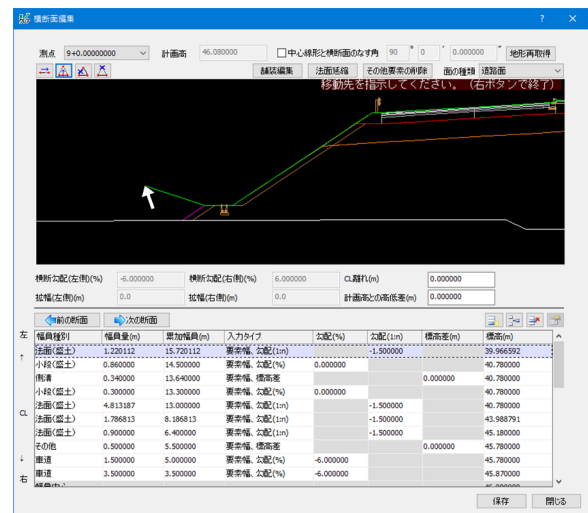 横断面編集
測点 9+0.00000000 計画高 46.080000 中心線形と横断面のなす角 90 ° 0 ' 0.000000 " 地形再取得
舗装編集 法面延縮 その他要素の削除 面の種類 道路面
移動先を指示してください。（右ボタンで終了）
横断勾配(左側)(%) -6.000000 横断勾配(右側)(%) 6.000000 CL離れ(m) 0.000000
拡幅(左側)(m) 0.0 拡幅(右側)(m) 0.0 計画高との高低差(m) 0.000000
前の断面 次の断面
左 幅員種別 幅員量(m) 累加幅員(m) 入力タイプ 勾配(%) 勾配(1:n) 標高差(m) 標高(m)
↑ 法面(盛土) 1.220112 15.720112 要素幅、勾配(1:n) -1.500000 39.966592
小段(盛土) 0.860000 14.500000 要素幅、勾配(%) 0.000000 40.780000
側溝 0.340000 13.640000 要素幅、標高差 0.000000 40.780000
小段(盛土) 0.300000 13.300000 要素幅、勾配(%) 0.000000 40.780000
CL 法面(盛土) 4.813187 13.000000 要素幅、勾配(1:n) -1.500000 40.780000
法面(盛土) 1.786813 8.186813 要素幅、勾配(1:n) -1.500000 43.988791
法面(盛土) 0.900000 6.400000 要素幅、勾配(1:n) -1.500000 45.180000
その他 0.500000 5.500000 要素幅、標高差 0.000000 45.780000
↓ 車道 1.500000 5.000000 要素幅、勾配(%) -6.000000 45.780000
右 車道 3.500000 3.500000 要素幅、勾配(%) -6.000000 45.870000
保存 閉じる